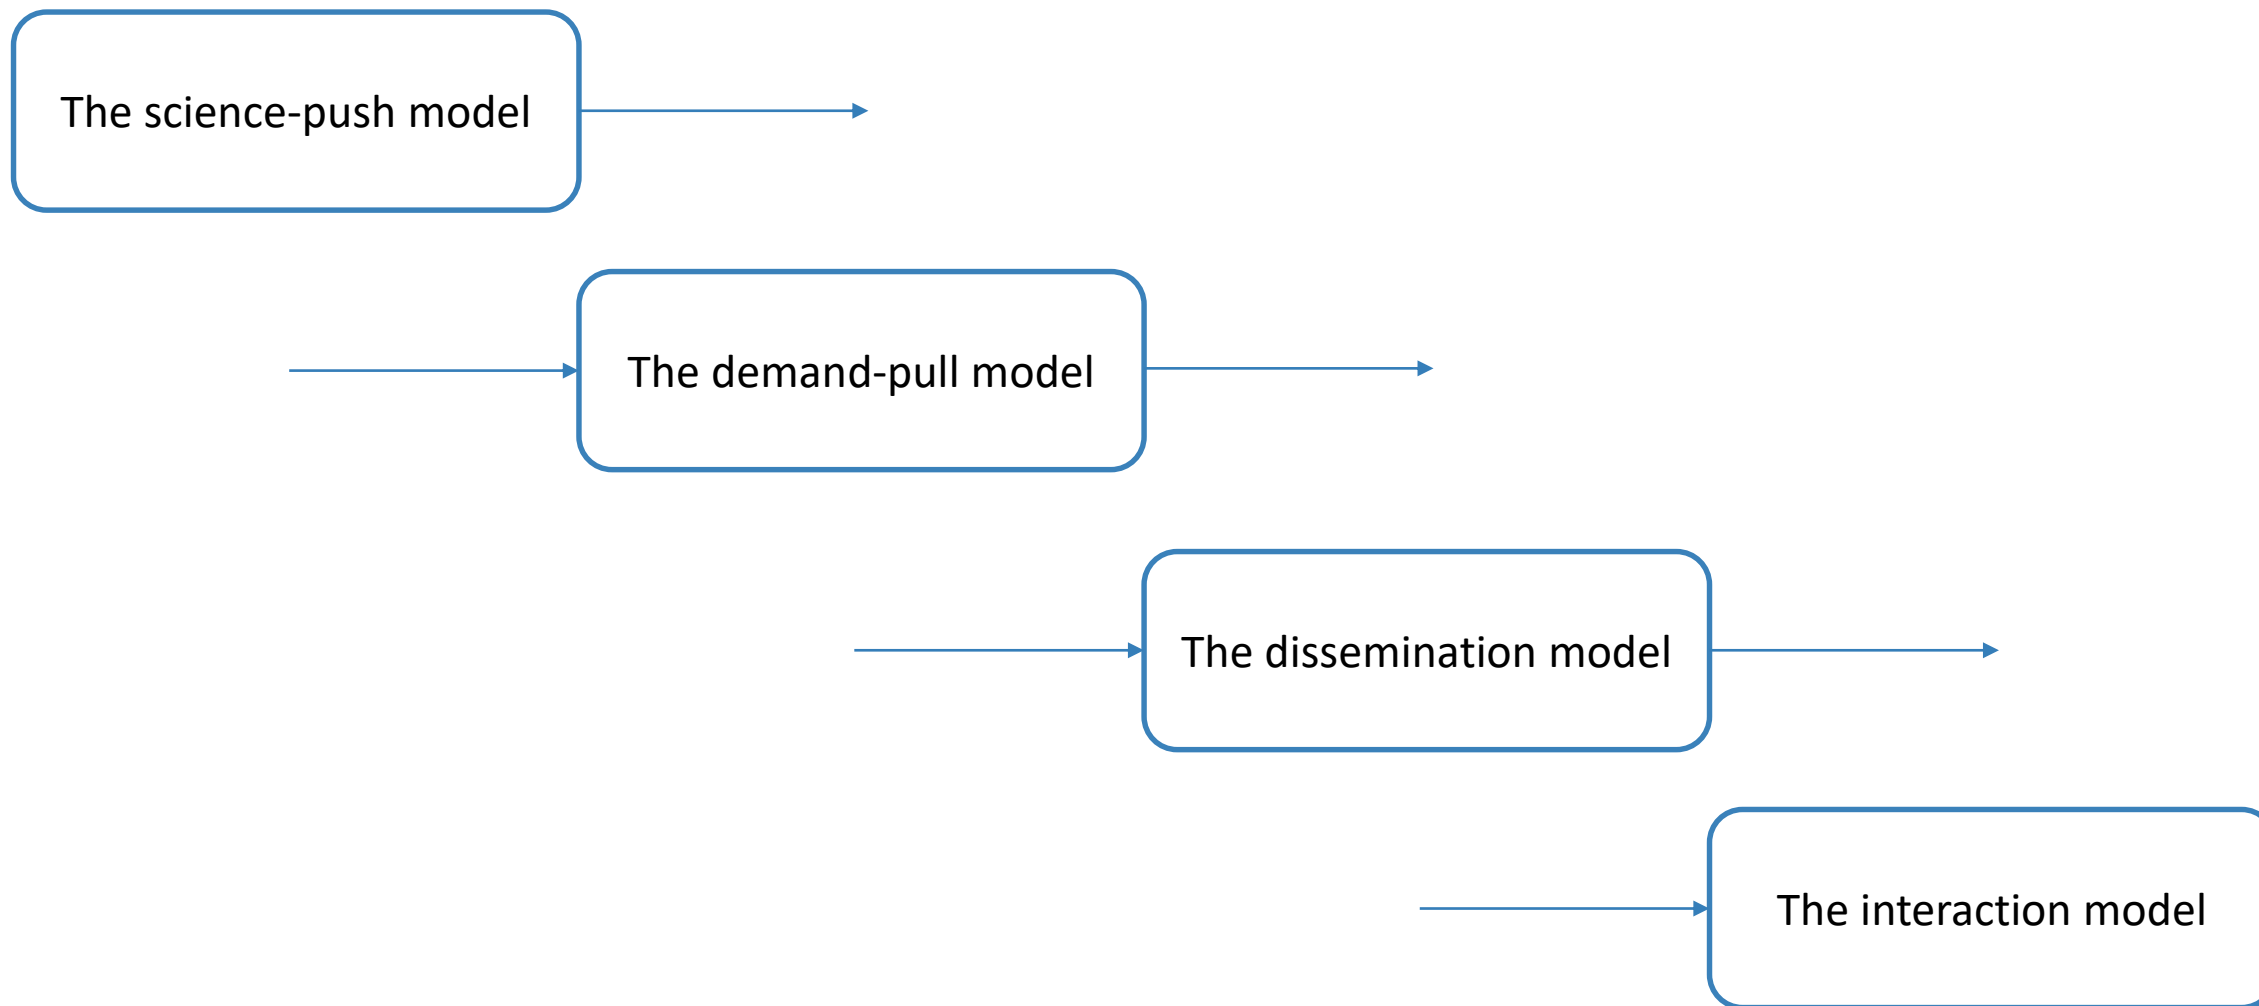 The science-push model
The demand-pull model
The dissemination model
The interaction model